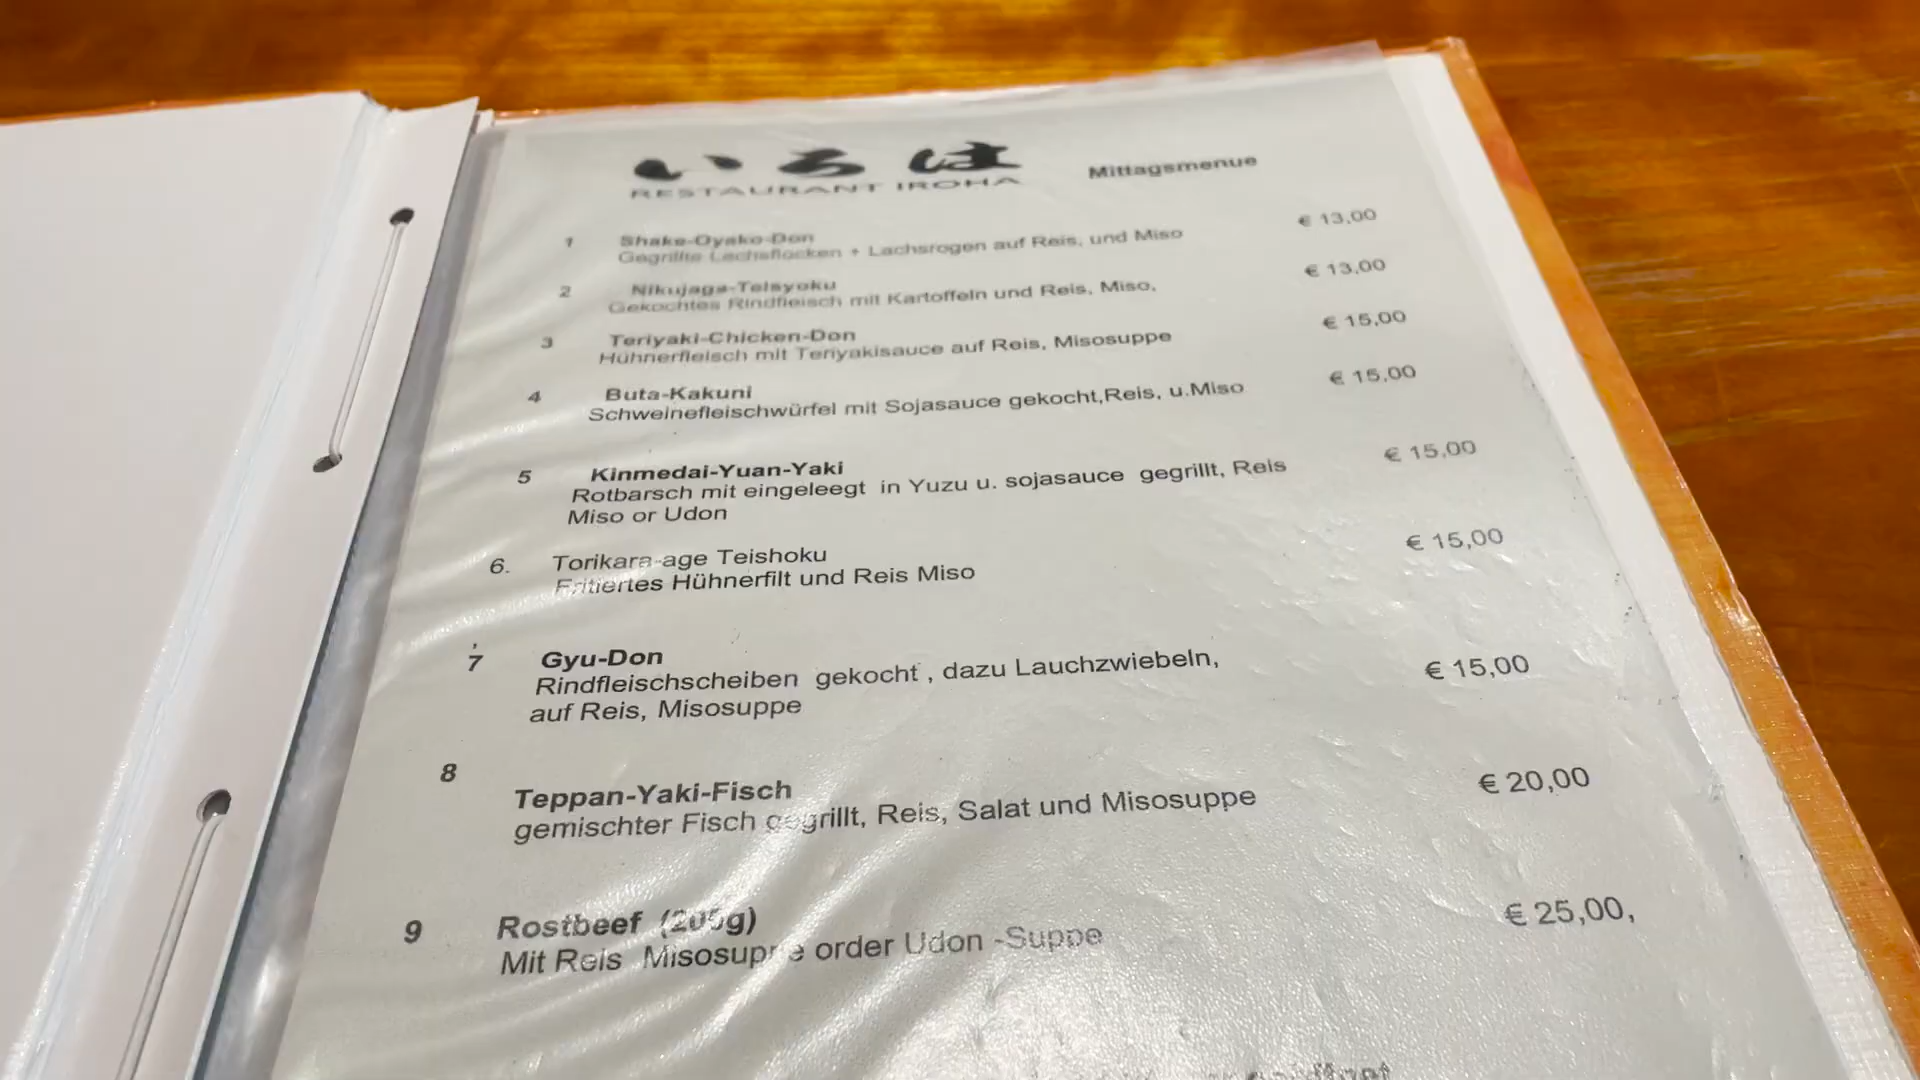 いろは
RESTAURANT IROHA Mittagsmenue
1 Shake-Oyako-Don € 13,00
Gegrillte Lachsflocken + Lachsrogen auf Reis, und Miso
2 Nikujaga-Teisyoku € 13,00
Gekochtes Rindfleisch mit Kartoffeln und Reis, Miso,
3 Teriyaki-Chicken-Don € 15,00
Hühnerfleisch mit Teriyakisauce auf Reis, Misosuppe
4 Buta-Kakuni € 15,00
Schweinefleischwürfel mit Sojasauce gekocht,Reis, u.Miso
5 Kinmedai-Yuan-Yaki € 15,00
Rotbarsch mit eingeleegt in Yuzu u. sojasauce gegrillt, Reis
Miso or Udon
6. Torikara-age Teishoku € 15,00
Fritiertes Hühnerfilt und Reis Miso
7 Gyu-Don € 15,00
Rindfleischscheiben gekocht , dazu Lauchzwiebeln,
auf Reis, Misosuppe
8 Teppan-Yaki-Fisch € 20,00
gemischter Fisch gegrillt, Reis, Salat und Misosuppe
9 Rostbeef € 25,00,
Mit Reis Misosuppe order Udon -Suppe